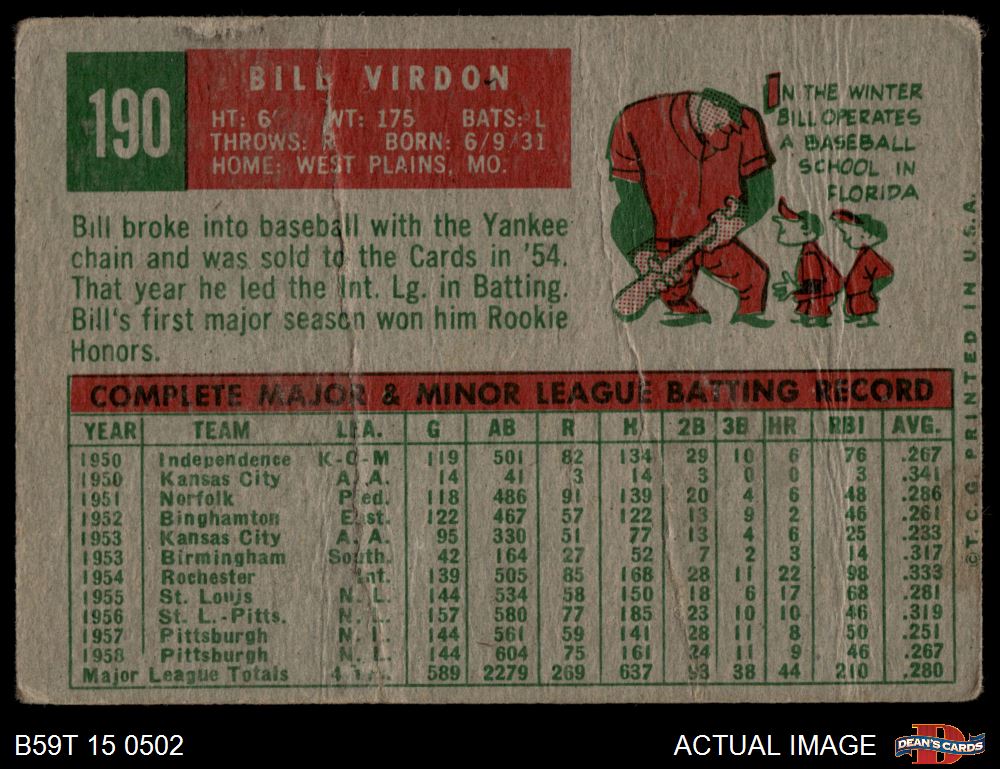 190
BILL VIRDON
HT: 6' WT: 175 BATS: L
THROWS: R BORN: 6/9/31
HOME: WEST PLAINS, MO.
IN THE WINTER
BILL OPERATES
A BASEBALL
SCHOOL IN
FLORIDA
Bill broke into baseball with the Yankee
chain and was sold to the Cards in '54.
That year he led the Int. Lg. in Batting.
Bill's first major season won him Rookie
Honors.
COMPLETE MAJOR & MINOR LEAGUE BATTING RECORD
YEAR TEAM LEA. G AB R H 2B 3B HR RBI AVG.
1950 Independence K-O-M 119 501 82 134 29 10 6 76 .267
1950 Kansas City A.A. 14 41 3 14 3 0 0 3 .341
1951 Norfolk Pied. 118 486 91 139 20 4 6 48 .286
1952 Binghamton East. 122 467 57 122 13 9 2 46 .261
1953 Kansas City A.A. 95 330 51 77 13 4 6 25 .233
1953 Birmingham South. 42 164 27 52 7 2 3 14 .317
1954 Rochester Int. 139 505 85 168 28 11 22 98 .333
1955 St. Louis N.L. 144 534 58 150 18 6 17 68 .281
1956 St. L.-Pitts. N.L. 157 580 77 185 23 10 10 46 .319
1957 Pittsburgh N.L. 144 561 59 141 28 11 8 50 .251
1958 Pittsburgh N.L. 144 604 75 161 24 11 9 46 .267
Major League Totals 589 2279 269 637 93 38 44 210 .280
© T.C.G. PRINTED IN U.S.A.
B59T 15 0502
ACTUAL IMAGE
D
DEAN'S CARDS